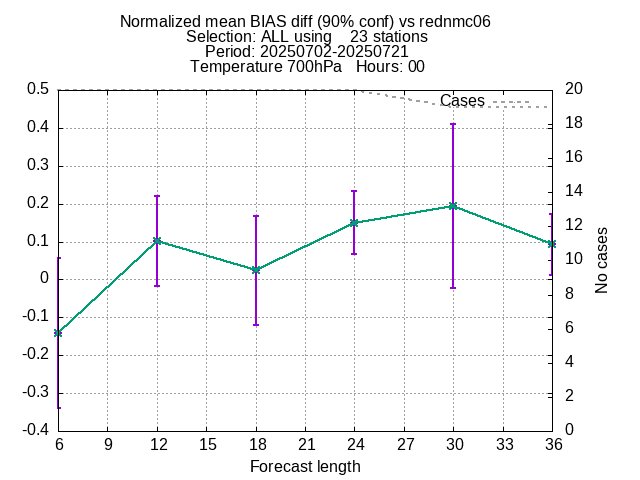 Normalized mean BIAS diff (90% conf) vs rednmc06
Selection: ALL using    23 stations
Period: 20250702-20250721
Temperature 700hPa   Hours: 00
Cases
0.5
0.4
0.3
0.2
0.1
0
-0.1
-0.2
-0.3
-0.4
20
18
16
14
12
10
8
6
4
2
0
No cases
6 9 12 15 18 21 24 27 30 33 36
Forecast length